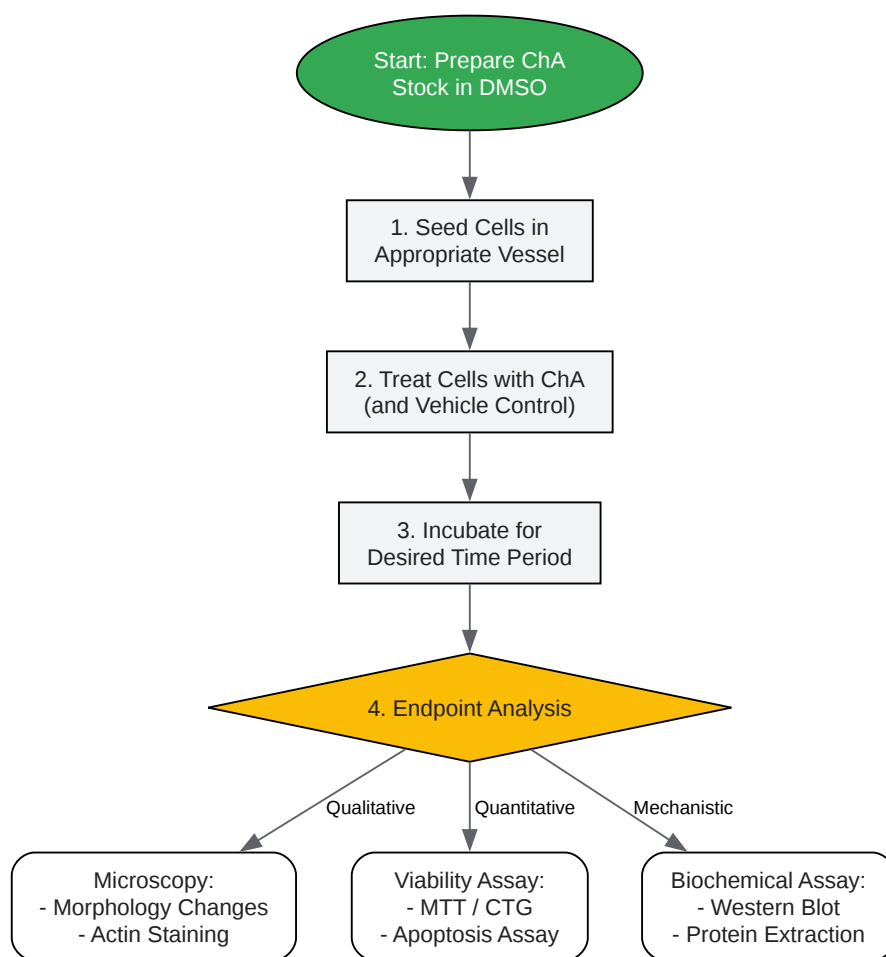 Start: Prepare ChA
Stock in DMSO
1. Seed Cells in
Appropriate Vessel
2. Treat Cells with ChA
(and Vehicle Control)
3. Incubate for
Desired Time Period
4. Endpoint Analysis
Qualitative
Quantitative
Mechanistic
Microscopy:
- Morphology Changes
- Actin Staining
Viability Assay:
- MTT / CTG
- Apoptosis Assay
Biochemical Assay:
- Western Blot
- Protein Extraction